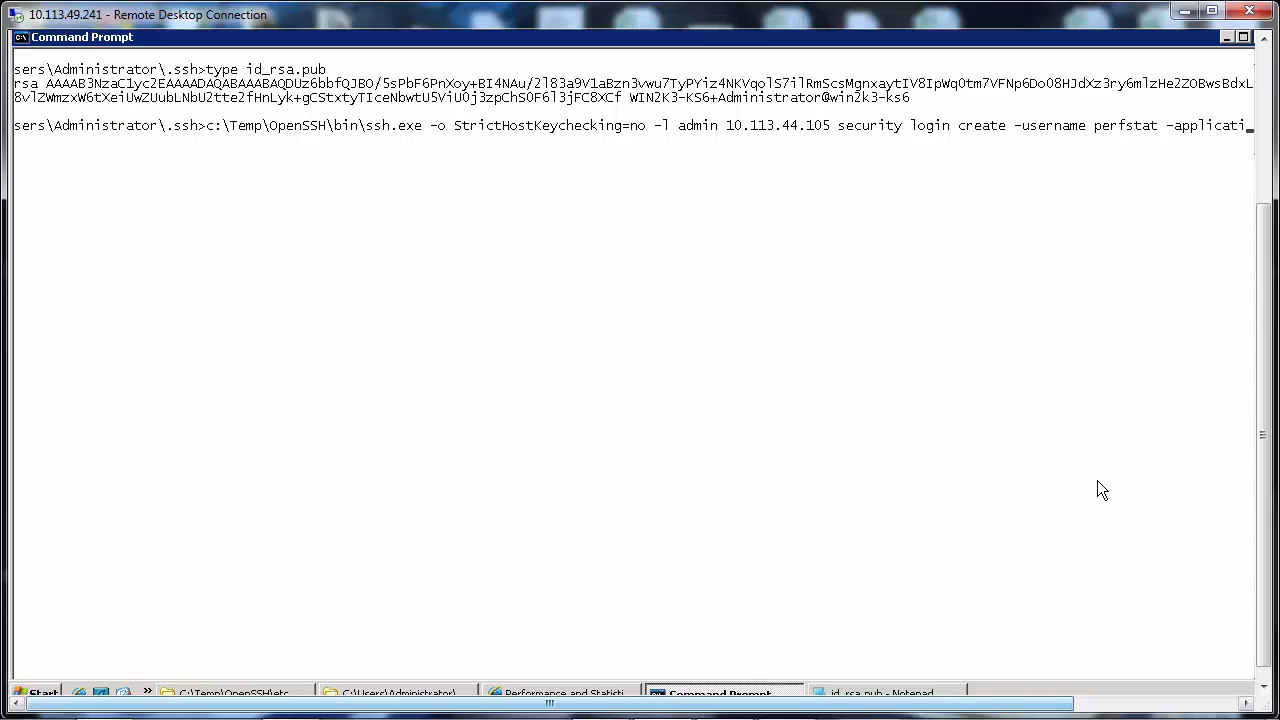 10.113.49.241 - Remote Desktop Connection
Command Prompt
sers\Administrator\.ssh>type id_rsa.pub
rsa AAAAB3NzaC1yc2EAAAADAQABAAABAQDUz6bbfQJBO/5sPbF6PnXoy+BI4NAu/2l83a9V1aBzn3vwu7TyPYiz4NKVqolS7ilRmScsMgnxaytIV8IpWq0tm7VFNp6Do08HJdXz3ry6mlzHe2ZOBwsBdxL
8vlZWmzxW6tXeiUwZUubLNbU2tte2fHnLyk+gCStxtyTIceNbwtU5ViU0j3zpChSOF6l3jFC8XCf WIN2K3-KS6+Administrator@win2k3-ks6
sers\Administrator\.ssh>c:\Temp\OpenSSH\bin\ssh.exe -o StrictHostKeychecking=no -l admin 10.113.44.105 security login create -username perfstat -applicati
Start
C:\Temp\OpenSSH\etc
C:\Users\Administrator\
Performance and Statisti
Command Prompt
id_rsa.pub - Notepad